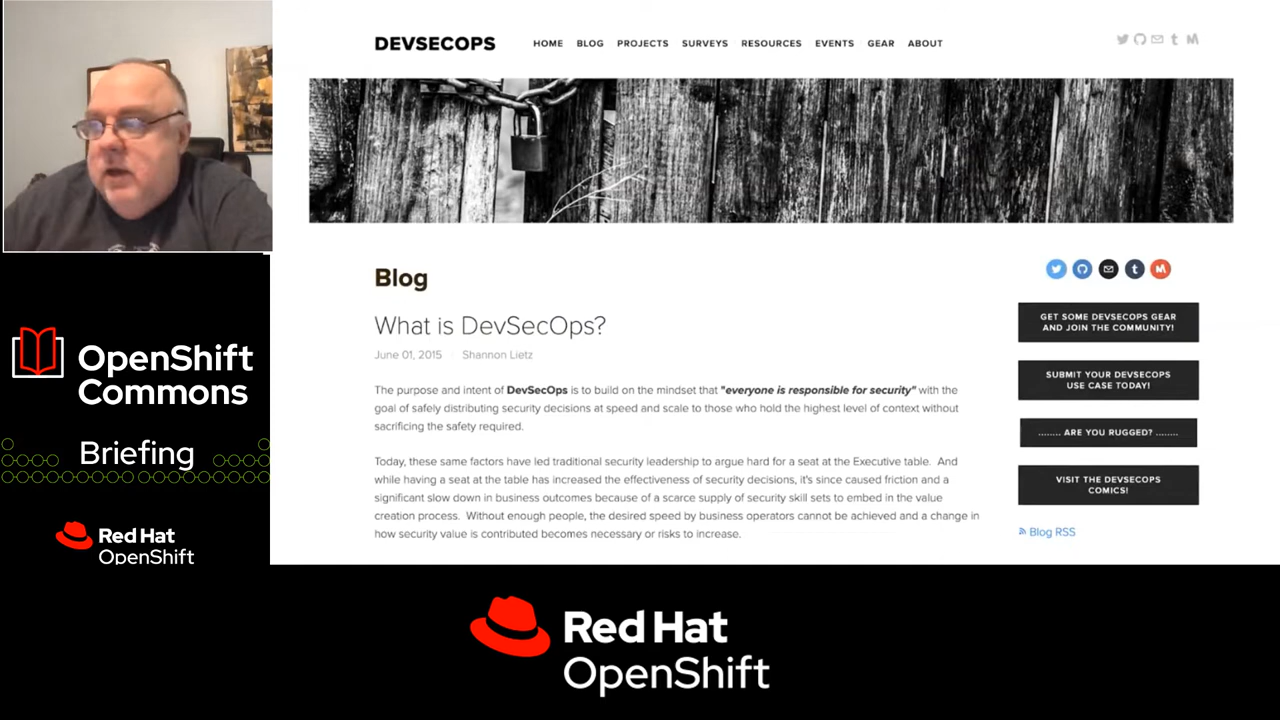 DEVSECOPS
HOME BLOG PROJECTS SURVEYS RESOURCES EVENTS GEAR ABOUT
Blog
What is DevSecOps?
June 01, 2015 Shannon Lietz
The purpose and intent of DevSecOps is to build on the mindset that "everyone is responsible for security" with the
goal of safely distributing security decisions at speed and scale to those who hold the highest level of context without
sacrificing the safety required.
Today, these same factors have led traditional security leadership to argue hard for a seat at the Executive table. And
while having a seat at the table has increased the effectiveness of security decisions, it's since caused friction and a
significant slow down in business outcomes because of a scarce supply of security skill sets to embed in the value
creation process. Without enough people, the desired speed by business operators cannot be achieved and a change in
how security value is contributed becomes necessary or risks to increase.
GET SOME DEVSECOPS GEAR
AND JOIN THE COMMUNITY!
SUBMIT YOUR DEVSECOPS
USE CASE TODAY!
........ ARE YOU RUGGED? ........
VISIT THE DEVSECOPS
COMICS!
Blog RSS
OpenShift
Commons
Briefing
Red Hat
OpenShift
Red Hat
OpenShift